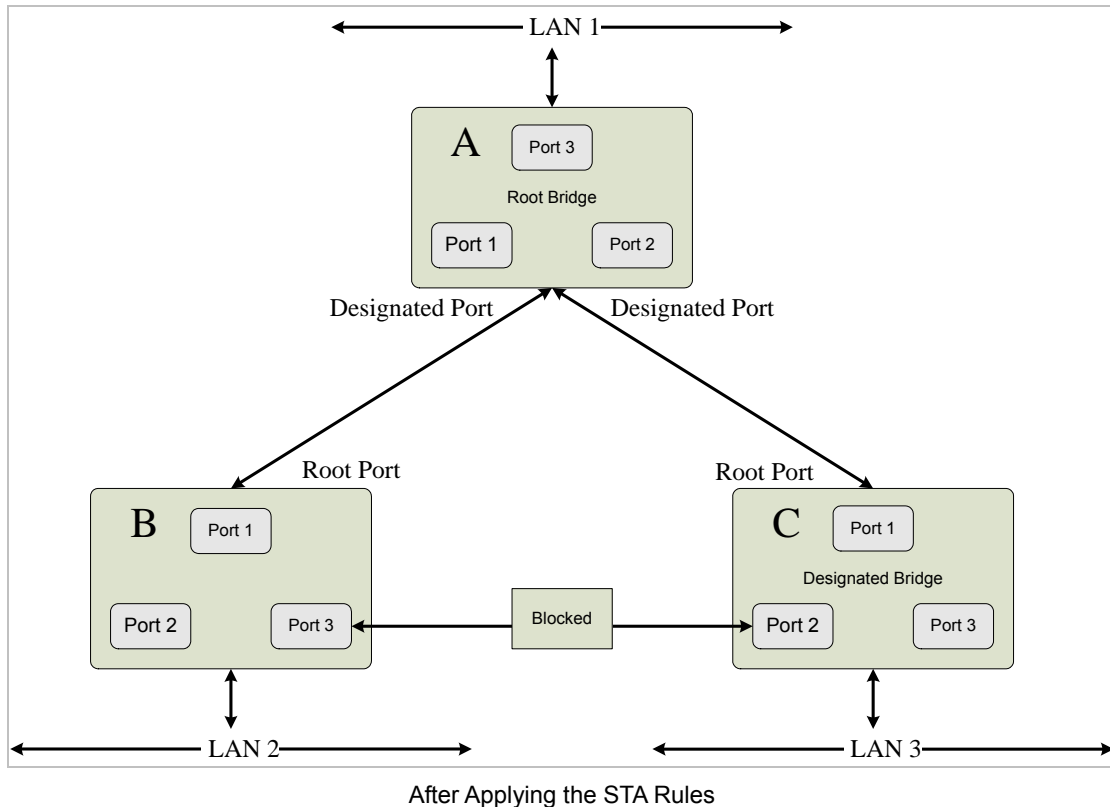 LAN 1
A
Port 3
Root Bridge
Port 1
Port 2
Designated Port
Designated Port
Root Port
Root Port
B
Port 1
C
Port 1
Designated Bridge
Port 2
Port 3
Blocked
Port 2
Port 3
LAN 2
LAN 3
After Applying the STA Rules